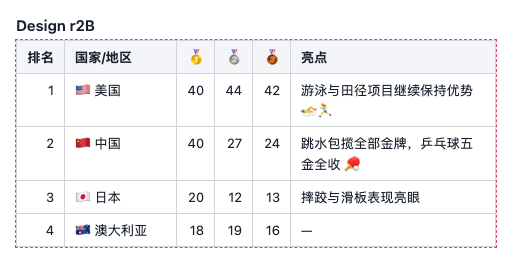 Design r2B
排名 国家/地区 🥇 🥈 🥉 亮点
1 🇺🇸 美国 40 44 42 游泳与田径项目继续保持优势
🏊🏃
2 🇨🇳 中国 40 27 24 跳水包揽全部金牌，乒乓球五
金全收 🏓
3 🇯🇵 日本 20 12 13 摔跤与滑板表现亮眼
4 🇦🇺 澳大利亚 18 19 16 —